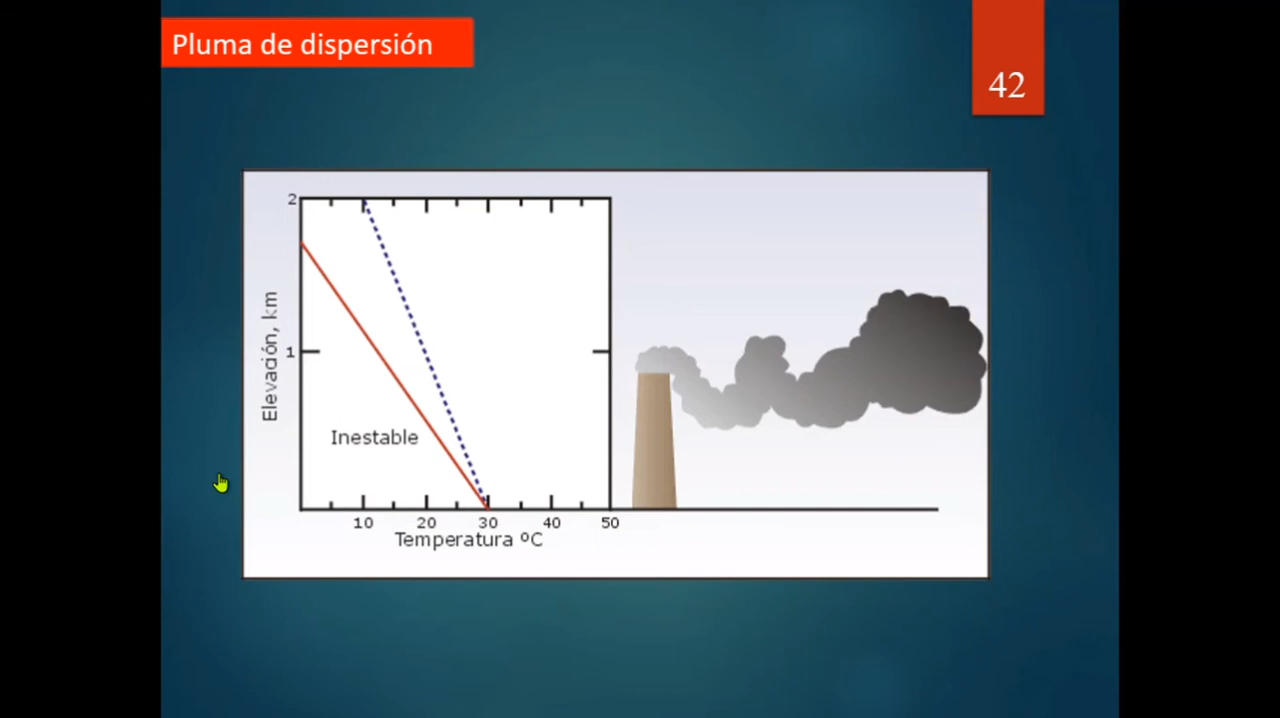 Pluma de dispersión
42
2
1
Elevación, km
Inestable
10 20 30 40 50
Temperatura ºC